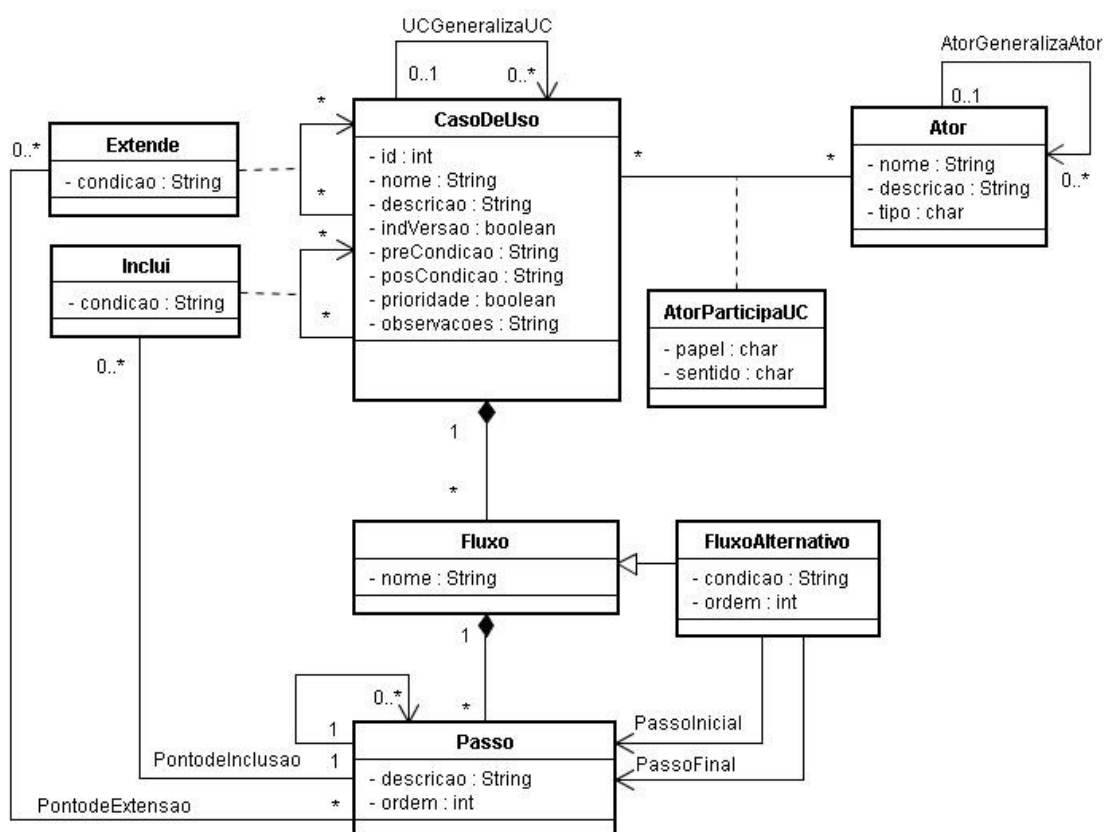 UCGeneralizaUC
0..1
0..*
AtorGeneralizaAtor
0..1
0..*
CasoDeUso
- id : int
- nome : String
- descricao : String
- indVersao : boolean
- preCondicao : String
- posCondicao : String
- prioridade : boolean
- observacoes : String
*
*
*
*
Extende
- condicao : String
0..*
Inclui
- condicao : String
0..*
*
*
Ator
- nome : String
- descricao : String
- tipo : char
AtorParticipaUC
- papel : char
- sentido : char
1
*
Fluxo
- nome : String
FluxoAlternativo
- condicao : String
- ordem : int
1
*
0..*
1
Passo
- descricao : String
- ordem : int
PassoInicial
PassoFinal
PontodeInclusao
1
PontodeExtensao
*